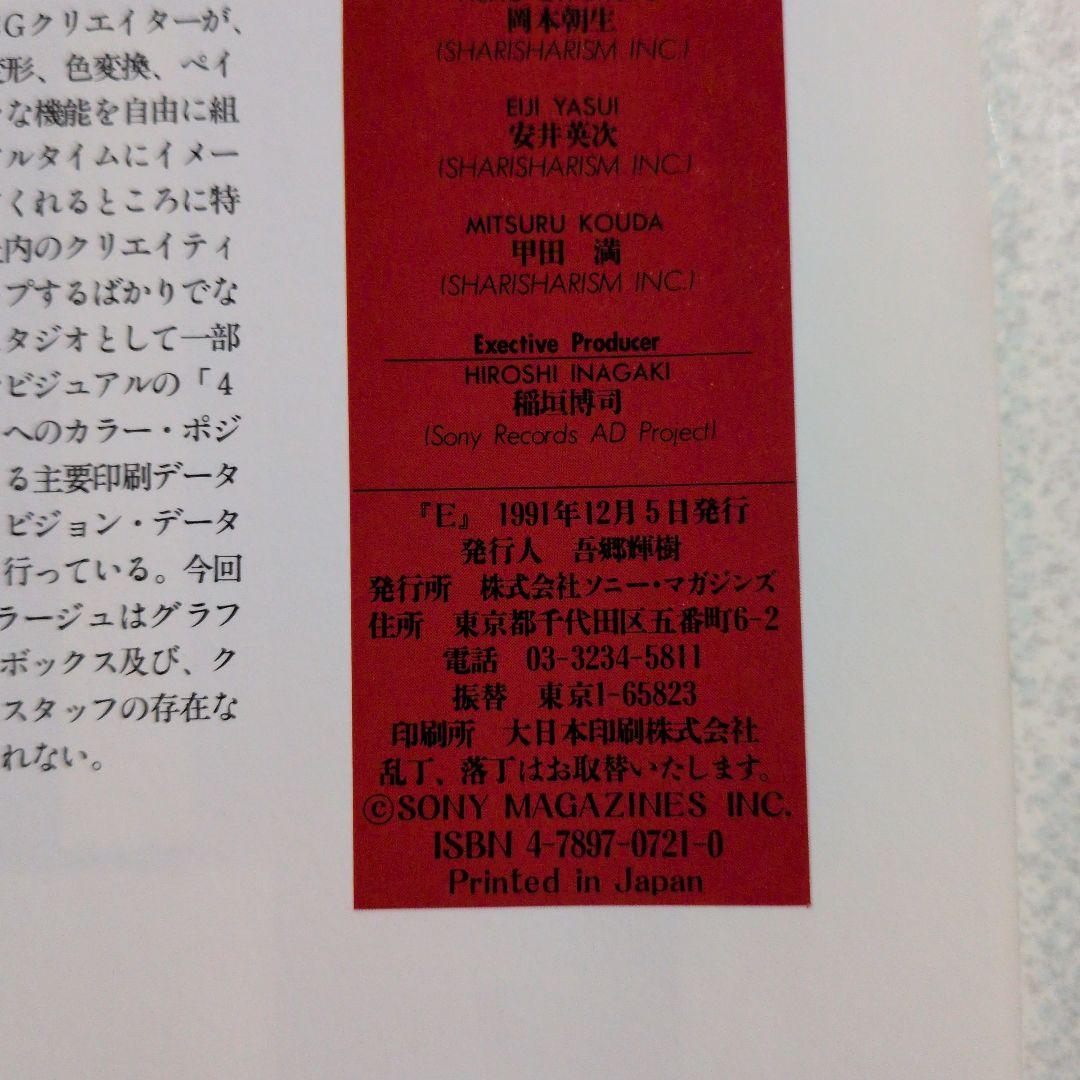 Gクリエイターが、
形、色変換、ペイ
な機能を自由に組
ルタイムにイメー
くれるところに特
内のクリエイティ
プするばかりでな
タジオとして一部
ビジュアルの「4
へのカラー・ポジ
る主要印刷データ
ビジョン・データ
行っている。今回
ラージュはグラフ
ボックス及び、ク
スタッフの存在な
れない。
岡本朝生
(SHARISHARISM INC.)
EIJI YASUI
安井英次
(SHARISHARISM INC.)
MITSURU KOUDA
甲田 満
(SHARISHARISM INC.)
Exective Producer
HIROSHI INAGAKI
稲垣博司
(Sony Records AD Project)
『E』 1991年12月5日発行
発行人 吾郷輝樹
発行所 株式会社ソニー・マガジンズ
住所 東京都千代田区五番町6-2
電話 03-3234-5811
振替 東京1-65823
印刷所 大日本印刷株式会社
乱丁、落丁はお取替いたします。
©SONY MAGAZINES INC.
ISBN 4-7897-0721-0
Printed in Japan